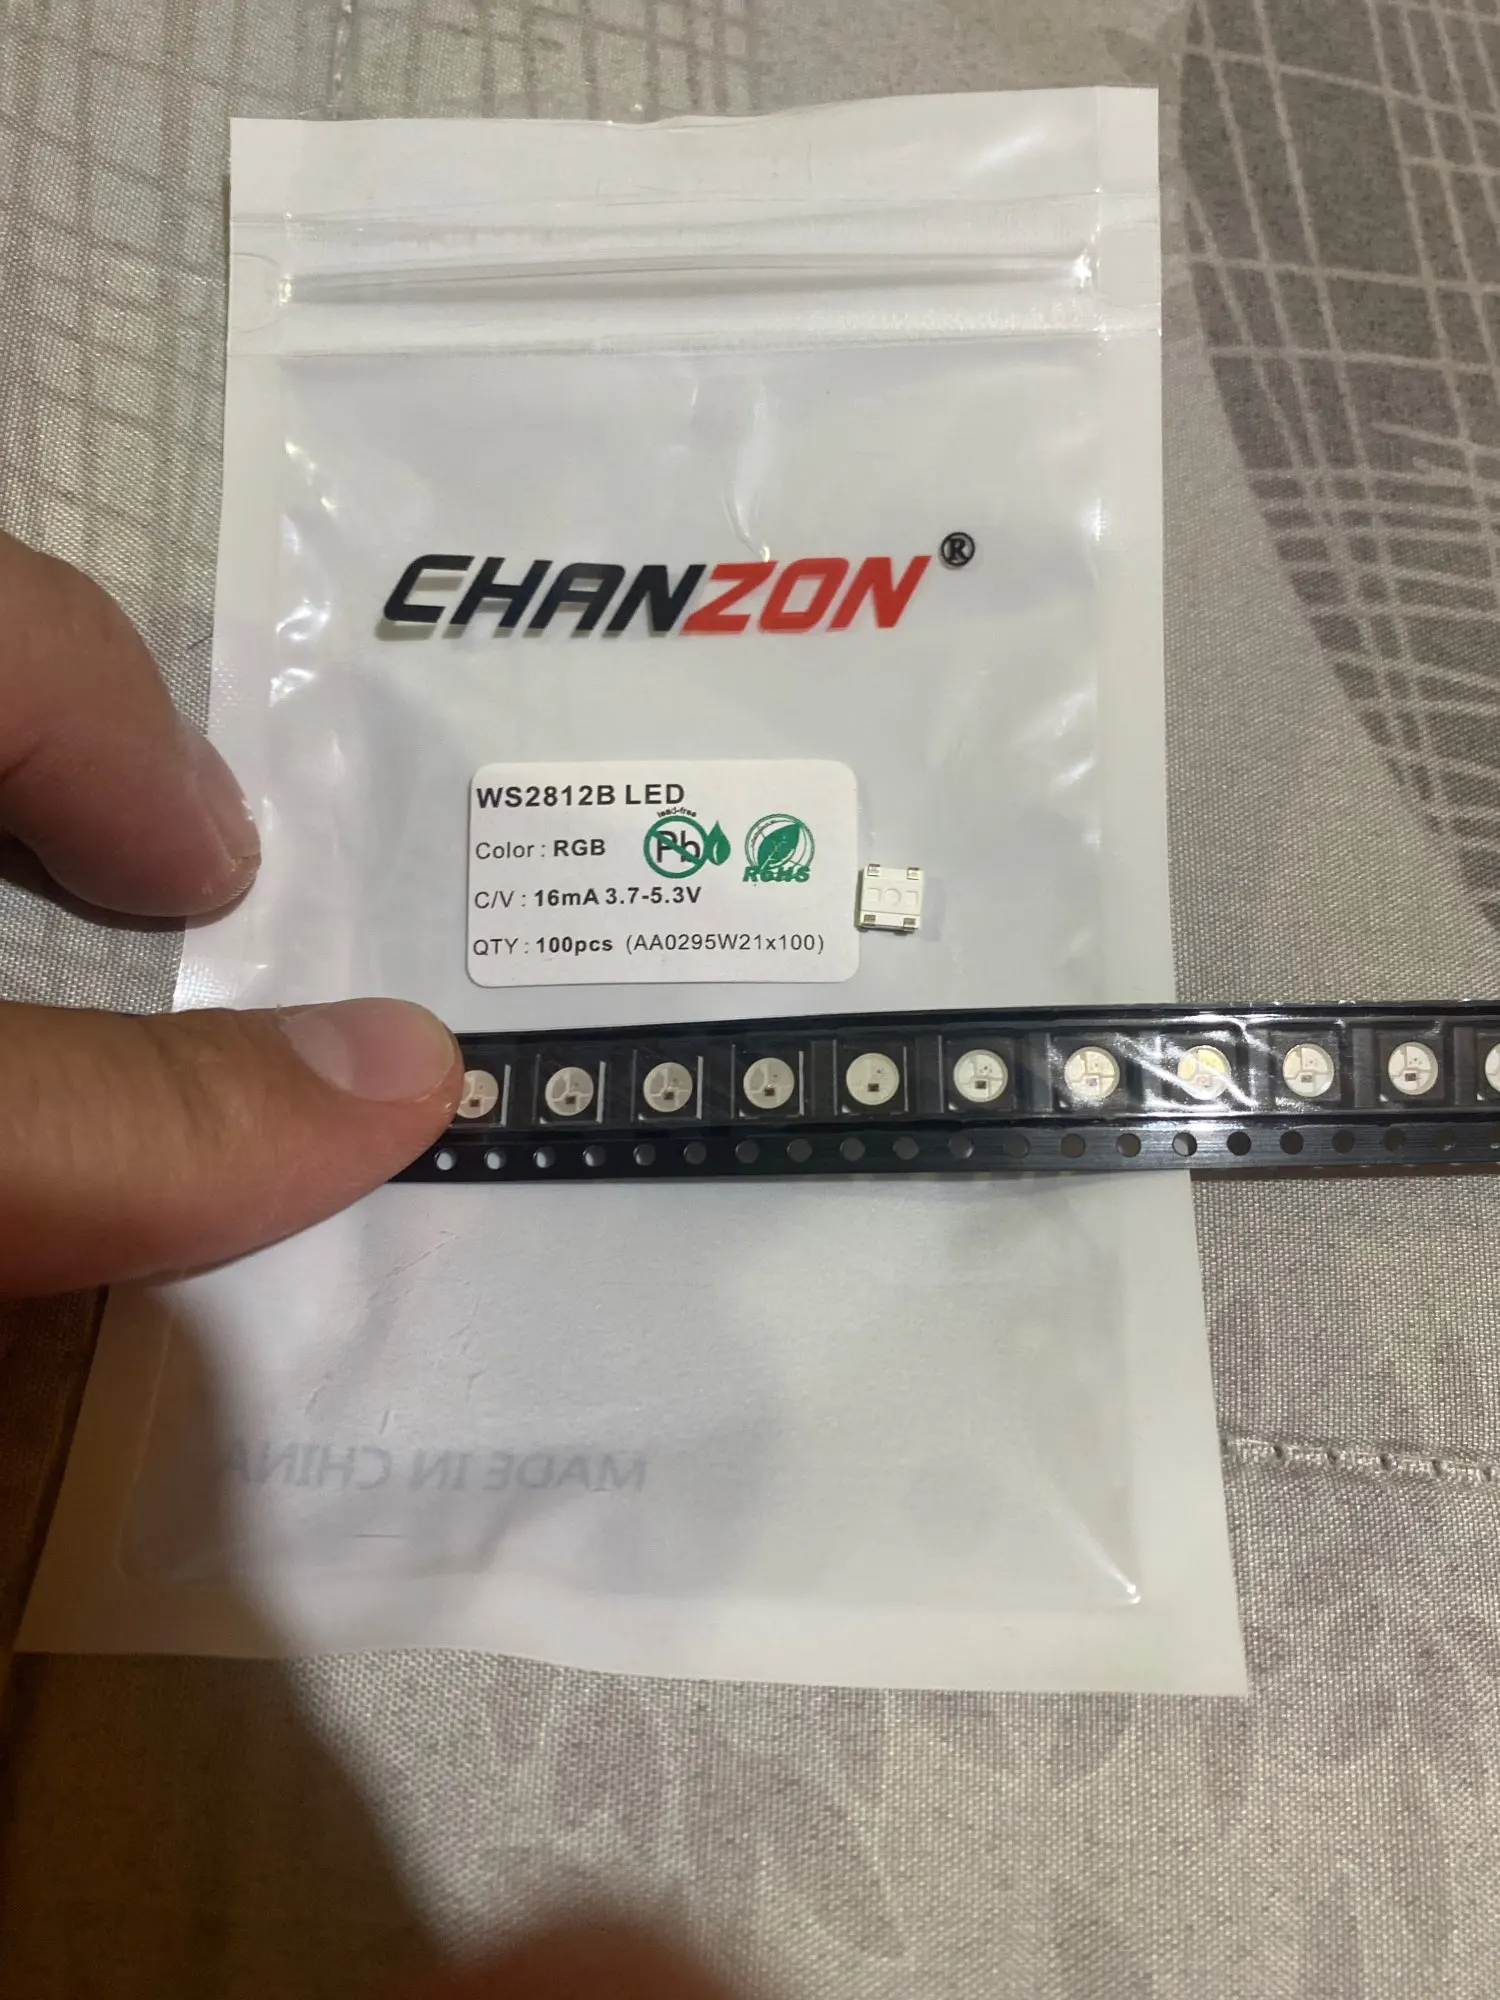 CHANZON®
WS2812B LED
lead-free
Pb
Color : RGB
RoHS
C/V : 16mA 3.7-5.3V
QTY : 100pcs (AA0295W21x100)
MADE IN CHINA